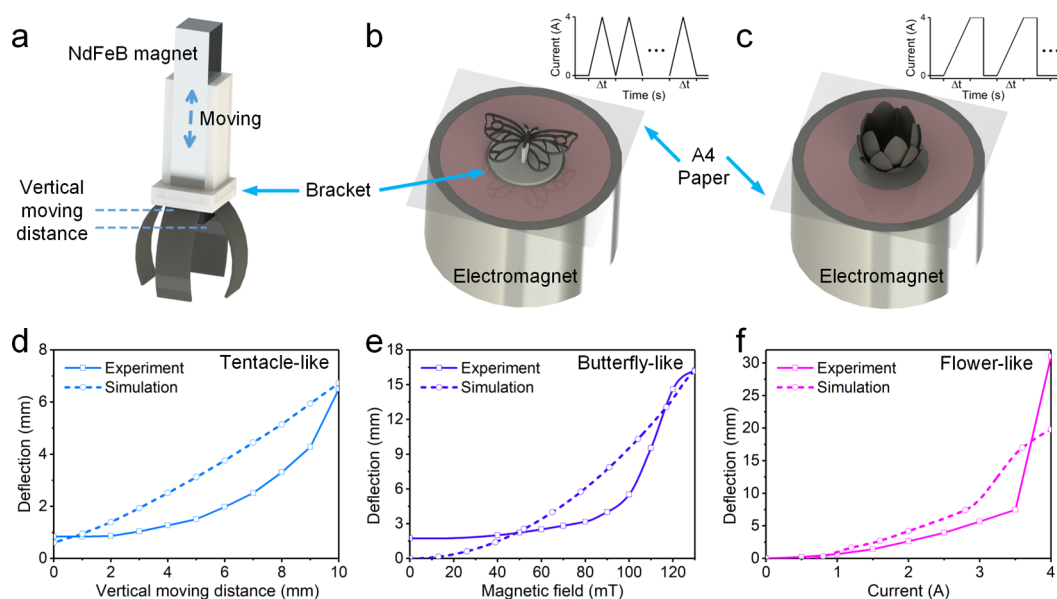 a
NdFeB magnet
Moving
Vertical
moving
distance
Bracket
b
Current (A)
4
0
Δt
Δt
Time (s)
Electromagnet
A4
Paper
c
Current (A)
4
0
Δt
Δt
Time (s)
Electromagnet
d
Experiment
Simulation
Tentacle-like
Deflection (mm)
8
6
4
2
0
0 2 4 6 8 10
Vertical moving distance (mm)
e
Experiment
Simulation
Butterfly-like
Deflection (mm)
18
15
12
9
6
3
0
0 20 40 60 80 100 120
Magnetic field (mT)
f
Experiment
Simulation
Flower-like
Deflection (mm)
30
25
20
15
10
5
0
0 1 2 3 4
Current (A)